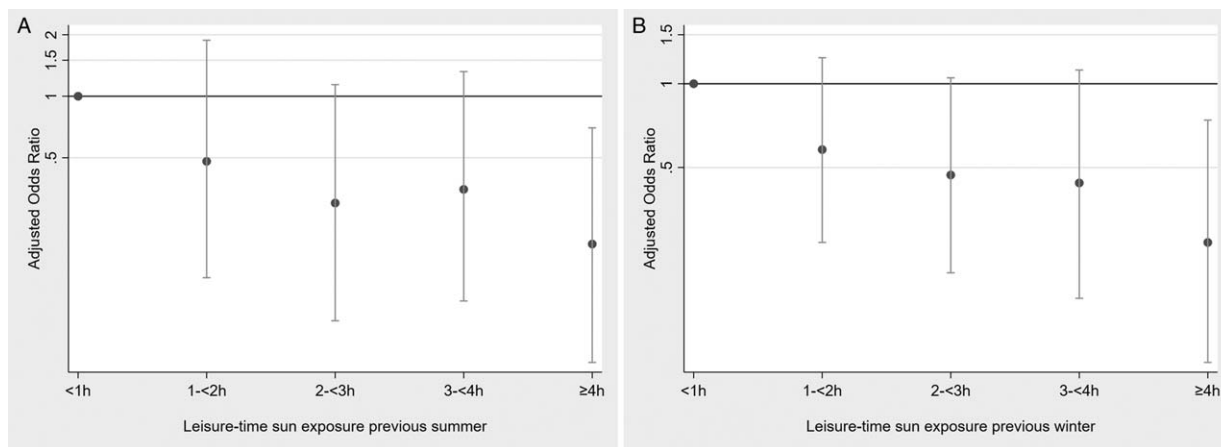 A
Adjusted Odds Ratio
2
1.5
1
.5
<1h
1-<2h
2-<3h
3-<4h
≥4h
Leisure-time sun exposure previous summer
B
Adjusted Odds Ratio
1.5
1
.5
<1h
1-<2h
2-<3h
3-<4h
≥4h
Leisure-time sun exposure previous winter